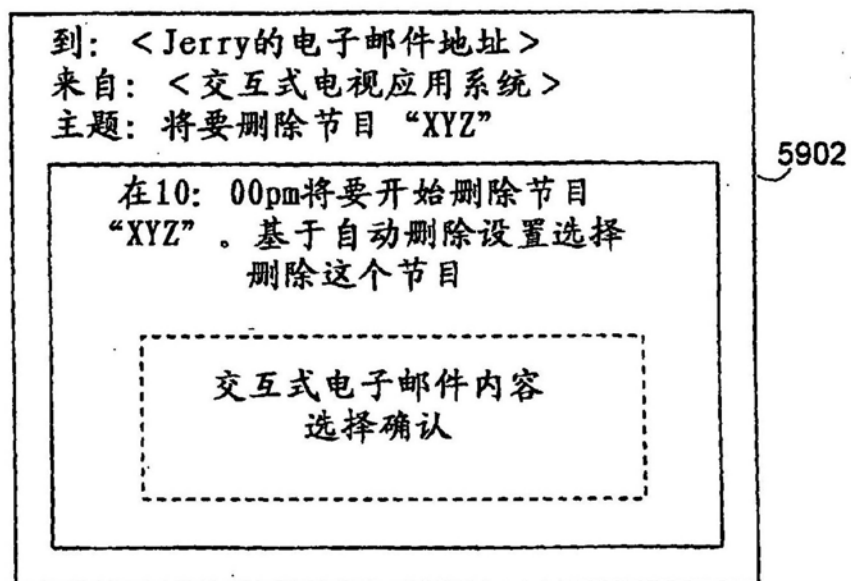 到: <Jerry的电子邮件地址>
来自: <交互式电视应用系统>
主题: 将要删除节目 “XYZ”
5902
在10: 00pm将要开始删除节目
“XYZ” 。基于自动删除设置选择
删除这个节目
交互式电子邮件内容
选择确认